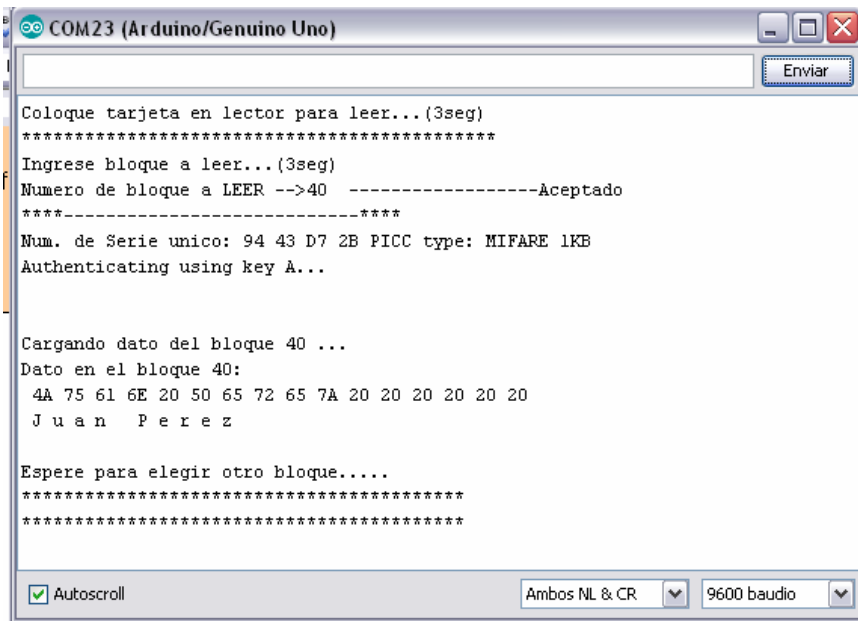 COM23 (Arduino/Genuino Uno)
Enviar
Coloque tarjeta en lector para leer...(3seg)
*********************************************
Ingrese bloque a leer...(3seg)
Numero de bloque a LEER -->40  ------------------Aceptado
****----------------------------****
Num. de Serie unico: 94 43 D7 2B PICC type: MIFARE 1KB
Authenticating using key A...
Cargando dato del bloque 40 ...
Dato en el bloque 40:
4A 75 61 6E 20 50 65 72 65 7A 20 20 20 20 20 20
J u a n   P e r e z
Espere para elegir otro bloque.....
******************************************
******************************************
Autoscroll
Ambos NL & CR
9600 baudio